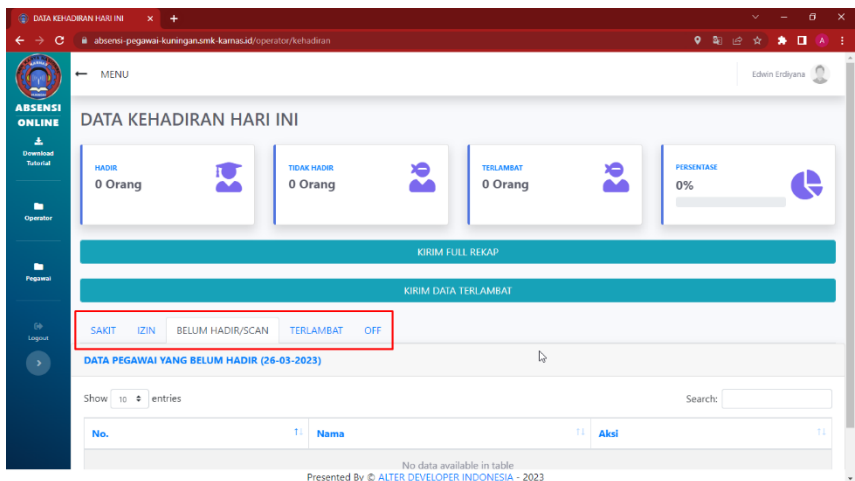 DATA KEHADIRAN HARI INI
absensi-pegawai-kuningan.smk-karnas.id/operator/kehadiran
A
MENU
Edwin Erdiyana
ABSENSI
ONLINE
Download
Tutorial
Operator
Pegawai
Logout
DATA KEHADIRAN HARI INI
HADIR
0 Orang
TIDAK HADIR
0 Orang
TERLAMBAT
0 Orang
PERSENTASE
0%
KIRIM FULL REKAP
KIRIM DATA TERLAMBAT
SAKIT IZIN BELUM HADIR/SCAN TERLAMBAT OFF
DATA PEGAWAI YANG BELUM HADIR (26-03-2023)
Show 10 entries
Search:
No. Nama Aksi
No data available in table
Presented By © ALTER DEVELOPER INDONESIA - 2023